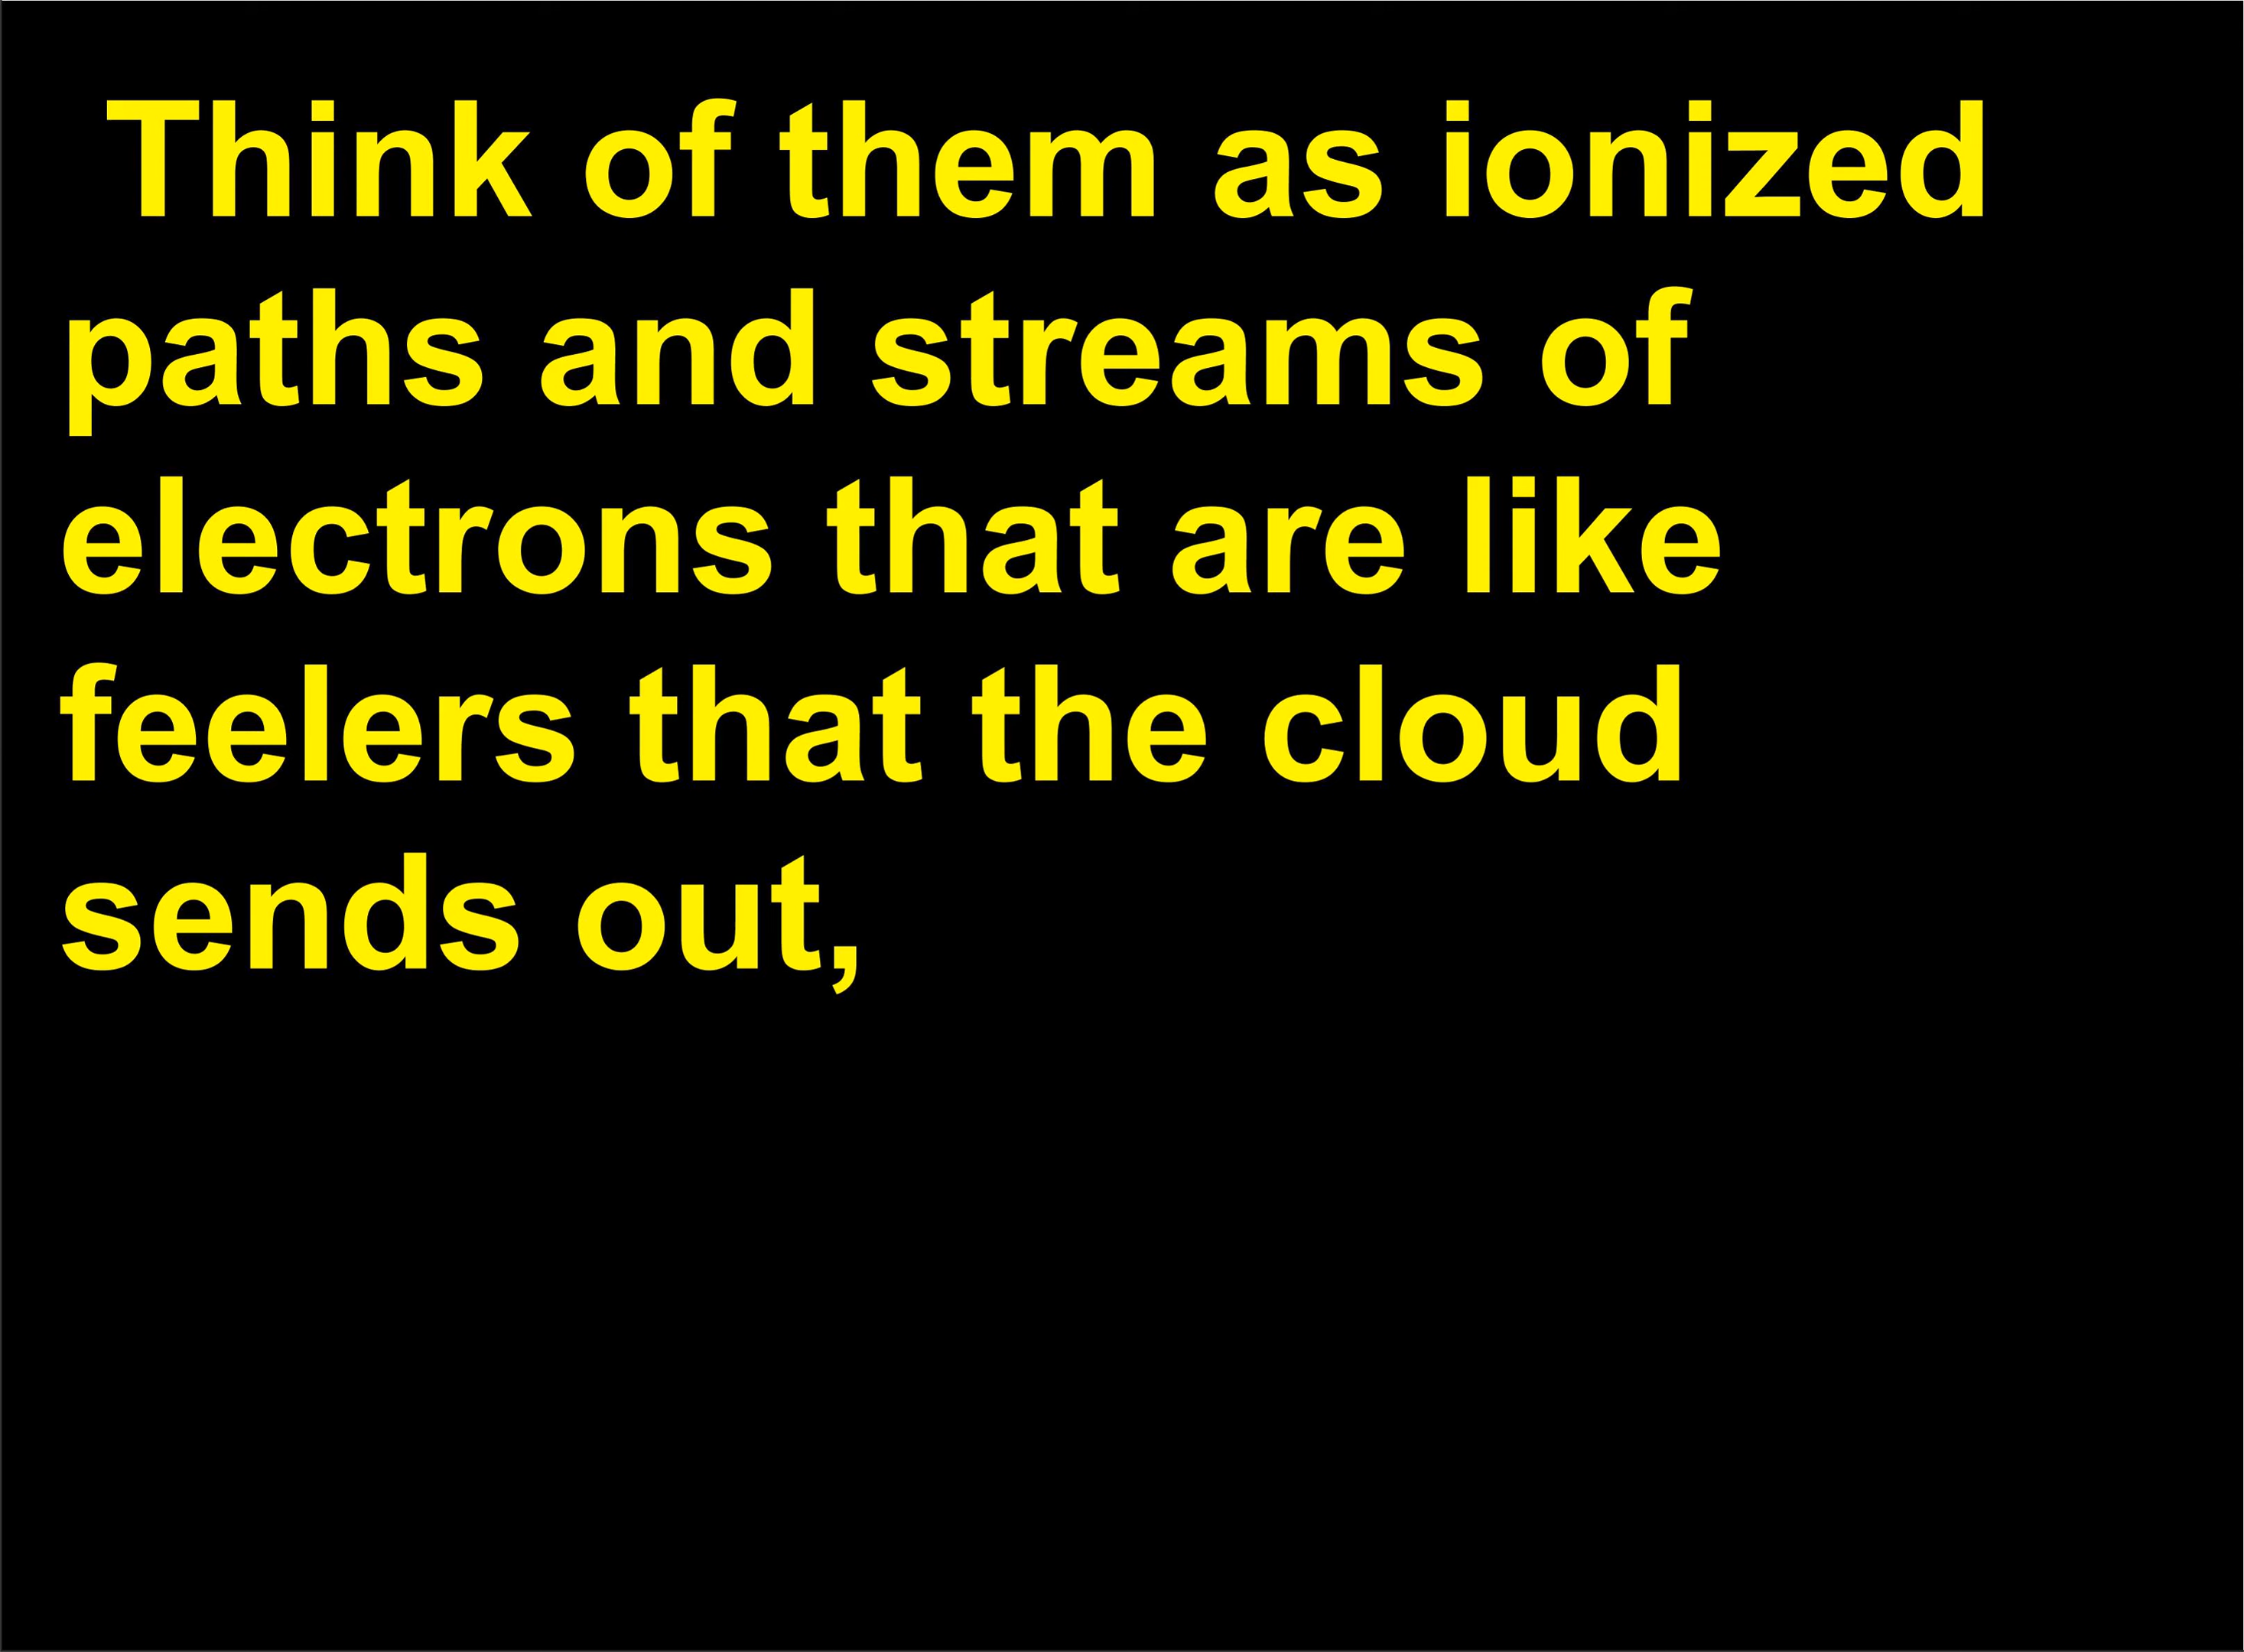 Think of them as ionized
paths and streams of
electrons that are like
feelers that the cloud
sends out,